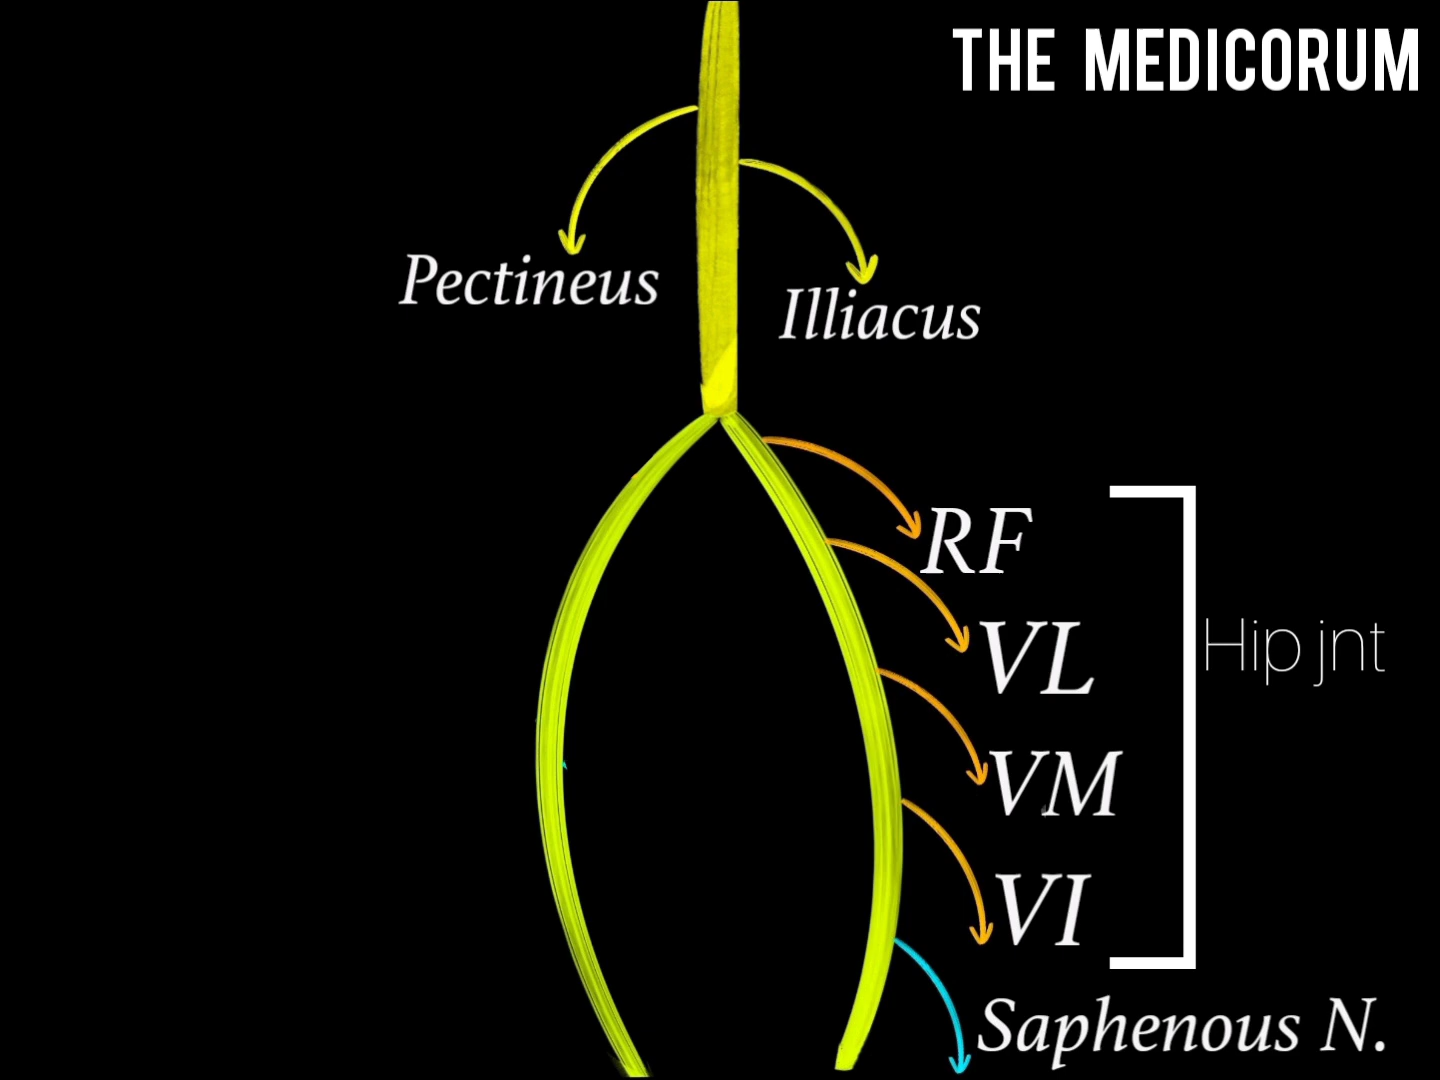 THE MEDICORUM
Pectineus
Illiacus
RF
VL
Hip jnt
VM
VI
Saphenous N.